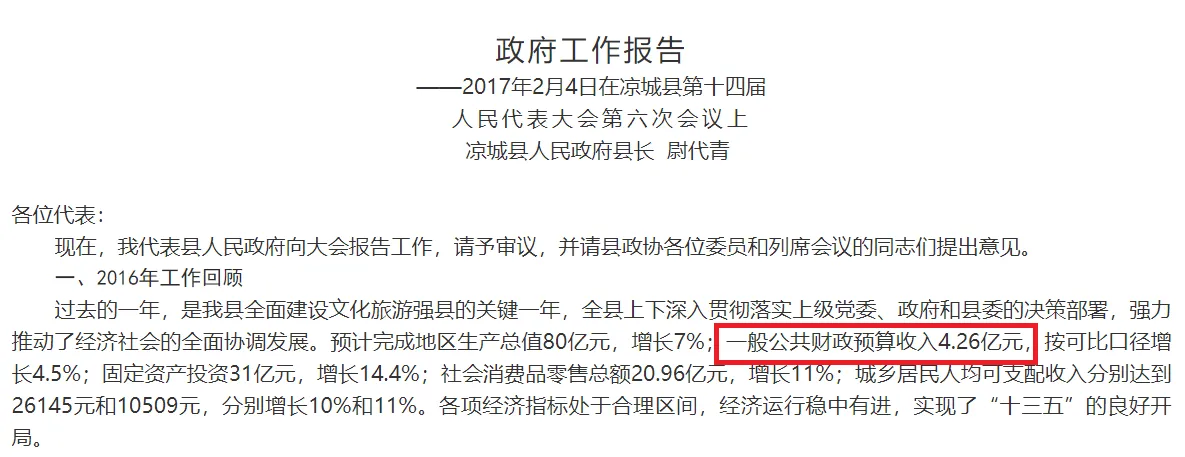 政府工作报告
——2017年2月4日在凉城县第十四届
人民代表大会第六次会议上
凉城县人民政府县长 尉代青
各位代表：
现在，我代表县人民政府向大会报告工作，请予审议，并请县政协各位委员和列席会议的同志们提出意见。
一、2016年工作回顾
过去的一年，是我县全面建设文化旅游强县的关键一年，全县上下深入贯彻落实上级党委、政府和县委的决策部署，强力
推动了经济社会的全面协调发展。预计完成地区生产总值80亿元，增长7%；一般公共财政预算收入4.26亿元，按可比口径增
长4.5%；固定资产投资31亿元，增长14.4%；社会消费品零售总额20.96亿元，增长11%；城乡居民人均可支配收入分别达到
26145元和10509元，分别增长10%和11%。各项经济指标处于合理区间，经济运行稳中有进，实现了“十三五”的良好开
局。